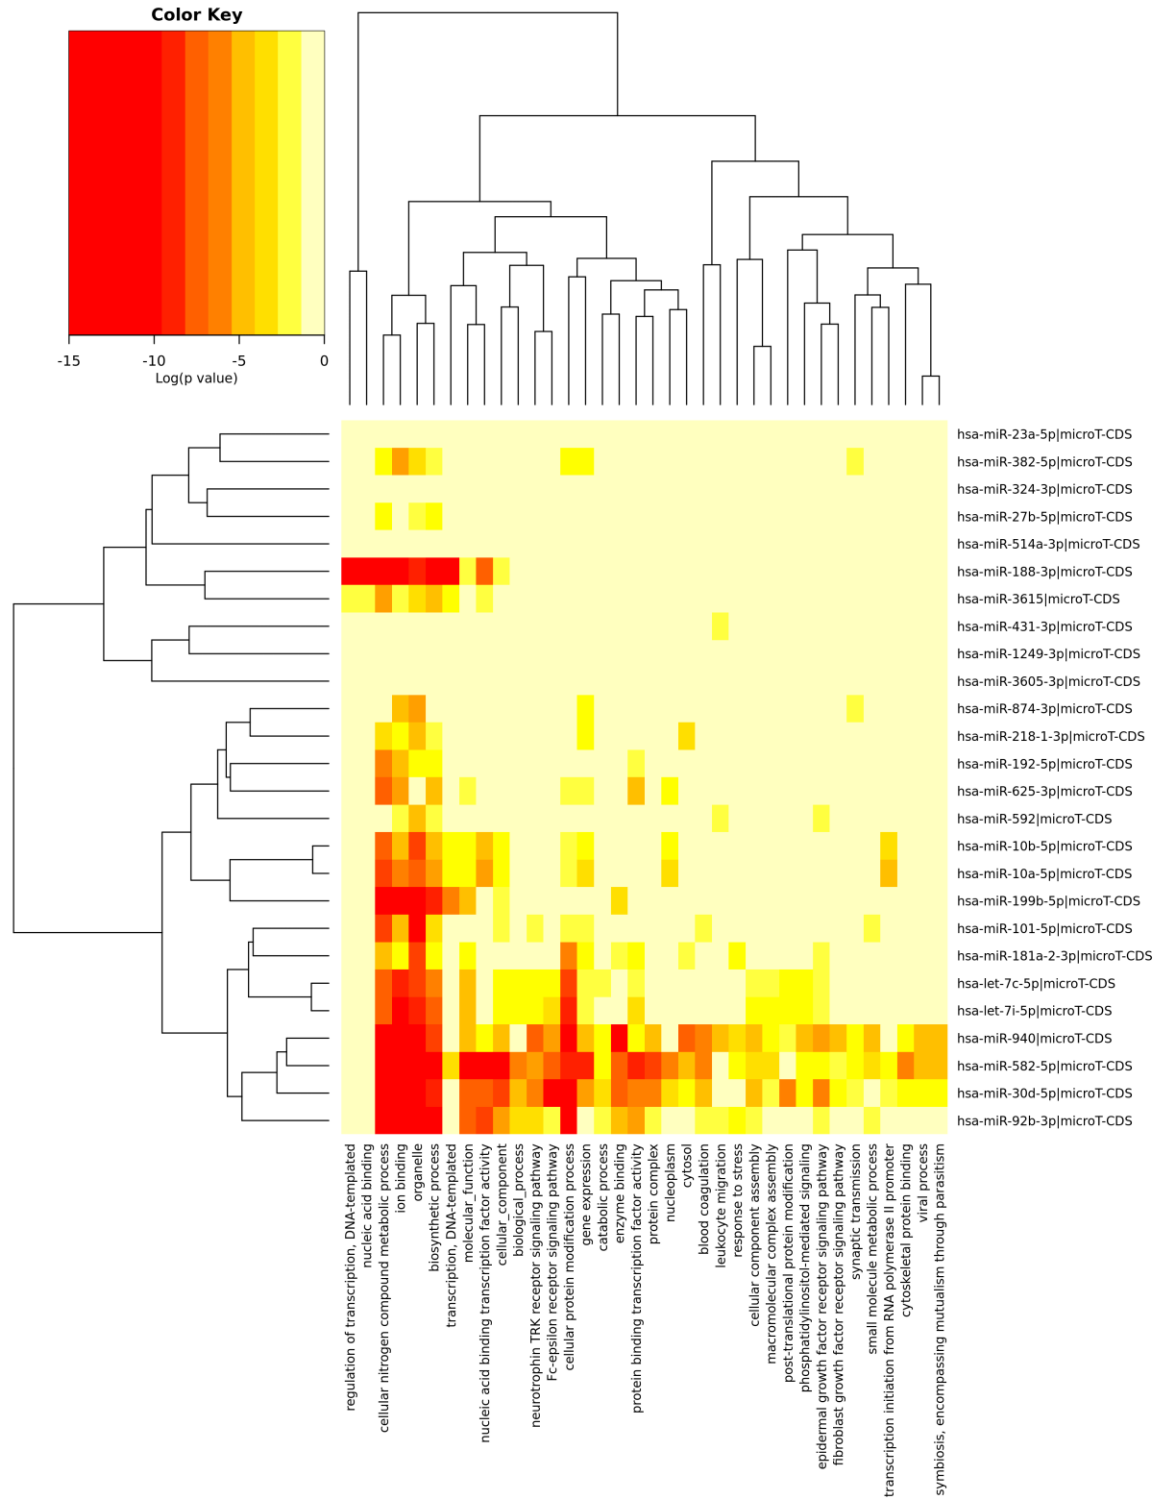 Color Key
-15 -10 -5 0
Log(p value)
hsa-miR-23a-5p|microT-CDS
hsa-miR-382-5p|microT-CDS
hsa-miR-324-3p|microT-CDS
hsa-miR-27b-5p|microT-CDS
hsa-miR-514a-3p|microT-CDS
hsa-miR-188-3p|microT-CDS
hsa-miR-3615|microT-CDS
hsa-miR-431-3p|microT-CDS
hsa-miR-1249-3p|microT-CDS
hsa-miR-3605-3p|microT-CDS
hsa-miR-874-3p|microT-CDS
hsa-miR-218-1-3p|microT-CDS
hsa-miR-192-5p|microT-CDS
hsa-miR-625-3p|microT-CDS
hsa-miR-592|microT-CDS
hsa-miR-10b-5p|microT-CDS
hsa-miR-10a-5p|microT-CDS
hsa-miR-199b-5p|microT-CDS
hsa-miR-101-5p|microT-CDS
hsa-miR-181a-2-3p|microT-CDS
hsa-let-7c-5p|microT-CDS
hsa-let-7i-5p|microT-CDS
hsa-miR-940|microT-CDS
hsa-miR-582-5p|microT-CDS
hsa-miR-30d-5p|microT-CDS
hsa-miR-92b-3p|microT-CDS
regulation of transcription, DNA-templated
nucleic acid binding
cellular nitrogen compound metabolic process
ion binding
organelle
biosynthetic process
transcription, DNA-templated
molecular_function
nucleic acid binding transcription factor activity
cellular_component
biological_process
neurotrophin TRK receptor signaling pathway
Fc-epsilon receptor signaling pathway
cellular protein modification process
gene expression
catabolic process
enzyme binding
protein binding transcription factor activity
protein complex
nucleoplasm
cytosol
blood coagulation
leukocyte migration
response to stress
cellular component assembly
macromolecular complex assembly
post-translational protein modification
phosphatidylinositol-mediated signaling
epidermal growth factor receptor signaling pathway
fibroblast growth factor receptor signaling pathway
synaptic transmission
small molecule metabolic process
transcription initiation from RNA polymerase II promoter
cytoskeletal protein binding
viral process
symbiosis, encompassing mutualism through parasitism